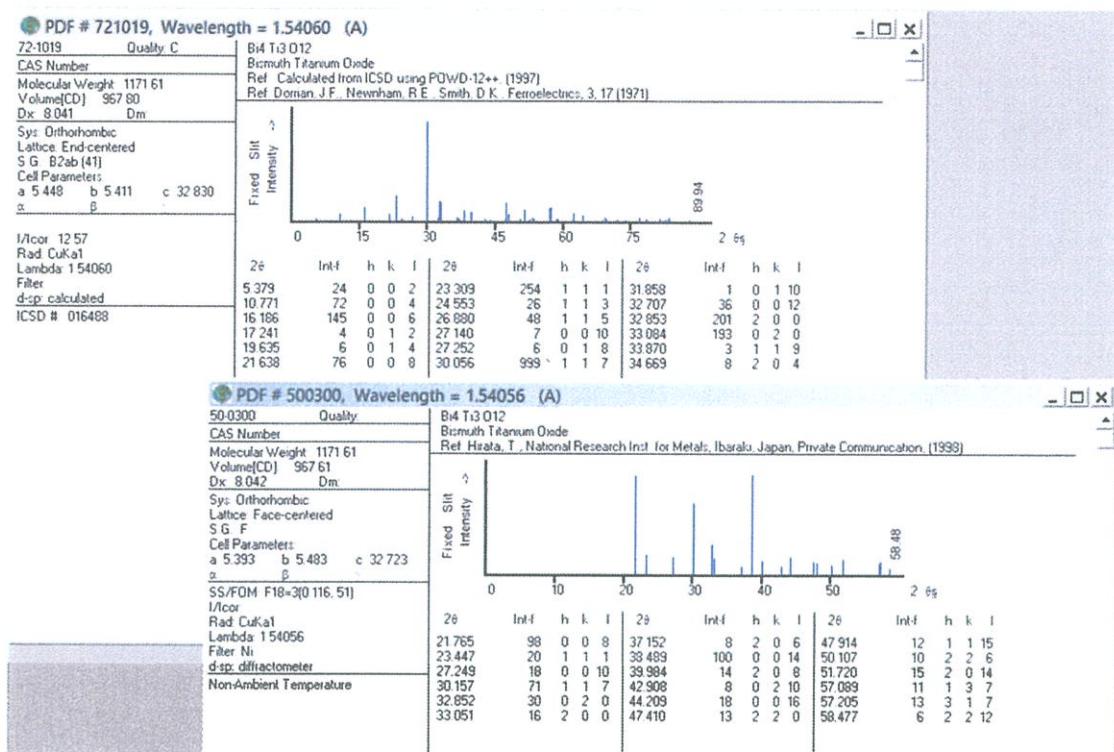 PDF # 721019, Wavelength = 1.54060 (A)
72-1019 Quality: C
CAS Number
Molecular Weight 1171 61
Volume[CD] 967 80
Dx 8.041 Dm
Sys Orthorhombic
Lattice End-centered
S G B2ab (41)
Cell Parameters
a 5 448 b 5 411 c 32 830
α β
I/Icor 12 57
Rad CuKa1
Lambda 1 54060
Filter
d-sp calculated
ICSD # 016488
Bi4 Ti3 O12
Bismuth Titanium Oxide
Ref Calculated from ICSD using POWD-12++, (1997)
Ref Dorrian, J F , Newnham, R E , Smith, D K , Ferroelectrics, 3, 17 (1971)
Fixed Slit
Intensity ->
89 94
0 15 30 45 60 75 2 θ§
2θ Int-f h k l 2θ Int-f h k l 2θ Int-f h k l
5 379 24 0 0 2 23 309 254 1 1 1 31.858 1 0 1 10
10.771 72 0 0 4 24 553 26 1 1 3 32 707 36 0 0 12
16 186 145 0 0 6 26 880 48 1 1 5 32 853 201 2 0 0
17 241 4 0 1 2 27 140 7 0 0 10 33 084 193 0 2 0
19.635 6 0 1 4 27 252 6 0 1 8 33 870 3 1 1 9
21 638 76 0 0 8 30 056 999 1 1 7 34 669 8 2 0 4
PDF # 500300, Wavelength = 1.54056 (A)
50-0300 Quality:
CAS Number
Molecular Weight 1171 61
Volume[CD] 967 61
Dx 8.042 Dm:
Sys Orthorhombic
Lattice Face-centered
S G F
Cell Parameters
a 5.393 b 5.483 c 32 723
α β
SS/FOM F18=3(0 116, 51)
I/Icor
Rad CuKa1
Lambda 1 54056
Filter Ni
d-sp: diffractometer
Non-Ambient Temperature
Bi4 Ti3 O12
Bismuth Titanium Oxide
Ref Hirata, T , National Research Inst for Metals, Ibaraki, Japan, Private Communication, (1998)
Fixed Slit
Intensity ->
58.48
0 10 20 30 40 50 2 θ§
2θ Int-f h k l 2θ Int-f h k l 2θ Int-f h k l
21.765 98 0 0 8 37 152 8 2 0 6 47 914 12 1 1 15
23.447 20 1 1 1 38 489 100 0 0 14 50 107 10 2 2 6
27.249 18 0 0 10 39.984 14 2 0 8 51.720 15 2 0 14
30.157 71 1 1 7 42 908 8 0 2 10 57.089 11 1 3 7
32.852 30 0 2 0 44 209 18 0 0 16 57.205 13 3 1 7
33 051 16 2 0 0 47 410 13 2 2 0 58.477 6 2 2 12